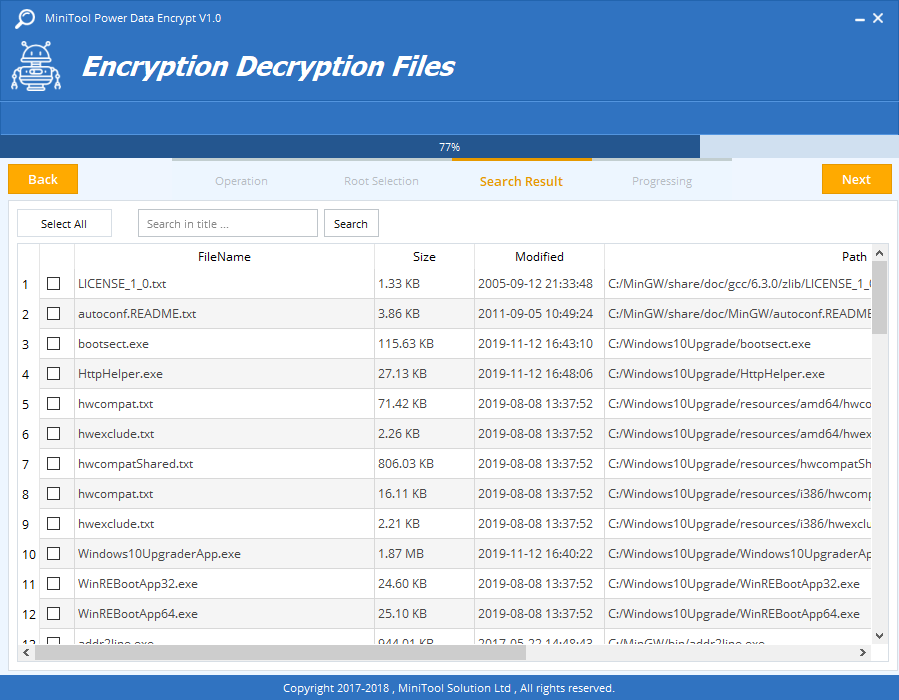 MiniTool Power Data Encrypt V1.0
Encryption Decryption Files
77%
Back Operation Root Selection Search Result Progressing Next
Select All Search in title ... Search
FileName Size Modified Path
1 LICENSE_1_0.txt 1.33 KB 2005-09-12 21:33:48 C:/MinGW/share/doc/gcc/6.3.0/zlib/LICENSE_1_
2 autoconf.README.txt 3.86 KB 2011-09-05 10:49:24 C:/MinGW/share/doc/MinGW/autoconf.README
3 bootsect.exe 115.63 KB 2019-11-12 16:43:10 C:/Windows10Upgrade/bootsect.exe
4 HttpHelper.exe 27.13 KB 2019-11-12 16:48:06 C:/Windows10Upgrade/HttpHelper.exe
5 hwcompat.txt 71.42 KB 2019-08-08 13:37:52 C:/Windows10Upgrade/resources/amd64/hwco
6 hwexclude.txt 2.26 KB 2019-08-08 13:37:52 C:/Windows10Upgrade/resources/amd64/hwex
7 hwcompatShared.txt 806.03 KB 2019-08-08 13:37:52 C:/Windows10Upgrade/resources/hwcompatSh
8 hwcompat.txt 16.11 KB 2019-08-08 13:37:52 C:/Windows10Upgrade/resources/i386/hwcomp
9 hwexclude.txt 2.21 KB 2019-08-08 13:37:52 C:/Windows10Upgrade/resources/i386/hwexclu
10 Windows10UpgraderApp.exe 1.87 MB 2019-11-12 16:40:22 C:/Windows10Upgrade/Windows10UpgraderAp
11 WinREBootApp32.exe 24.60 KB 2019-08-08 13:37:52 C:/Windows10Upgrade/WinREBootApp32.exe
12 WinREBootApp64.exe 25.10 KB 2019-08-08 13:37:52 C:/Windows10Upgrade/WinREBootApp64.exe
13 addr2line.exe 944.01 KB 2017-05-22 14:48:43 C:/MinGW/bin/addr2line.exe
Copyright 2017-2018 , MiniTool Solution Ltd , All rights reserved.